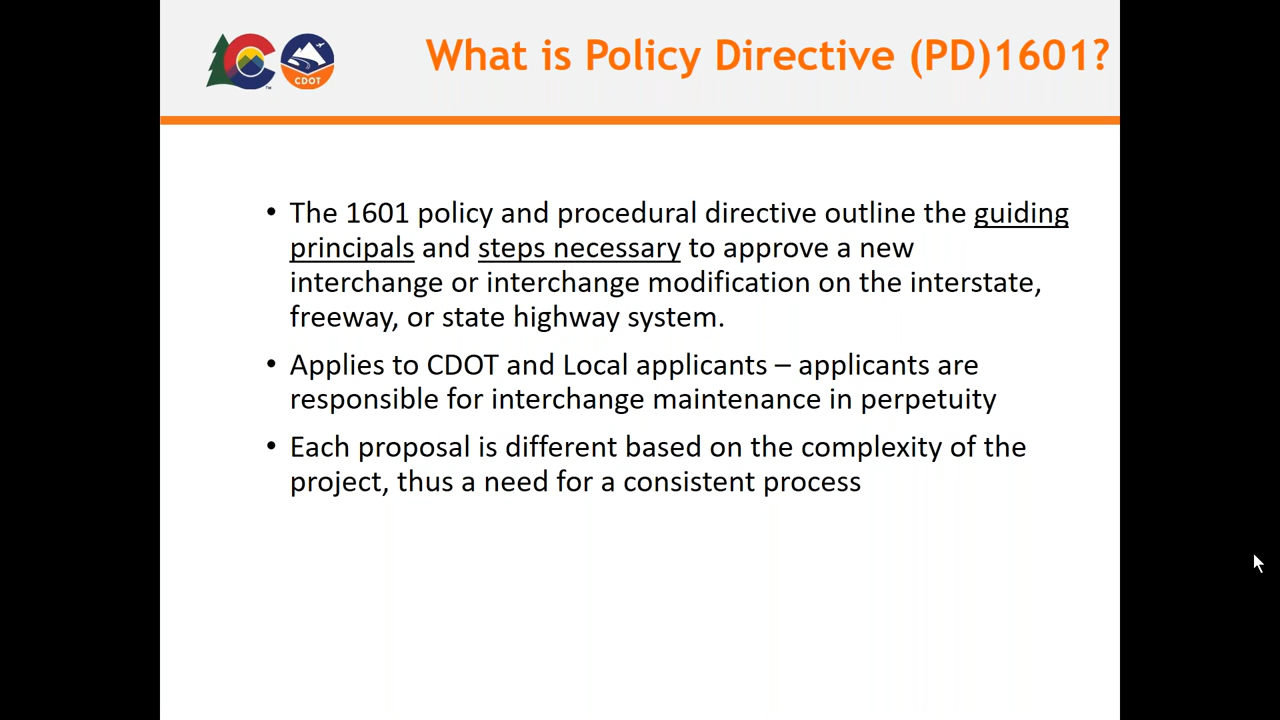 What is Policy Directive (PD)1601?
CDOT
• The 1601 policy and procedural directive outline the guiding
principals and steps necessary to approve a new
interchange or interchange modification on the interstate,
freeway, or state highway system.
• Applies to CDOT and Local applicants – applicants are
responsible for interchange maintenance in perpetuity
• Each proposal is different based on the complexity of the
project, thus a need for a consistent process